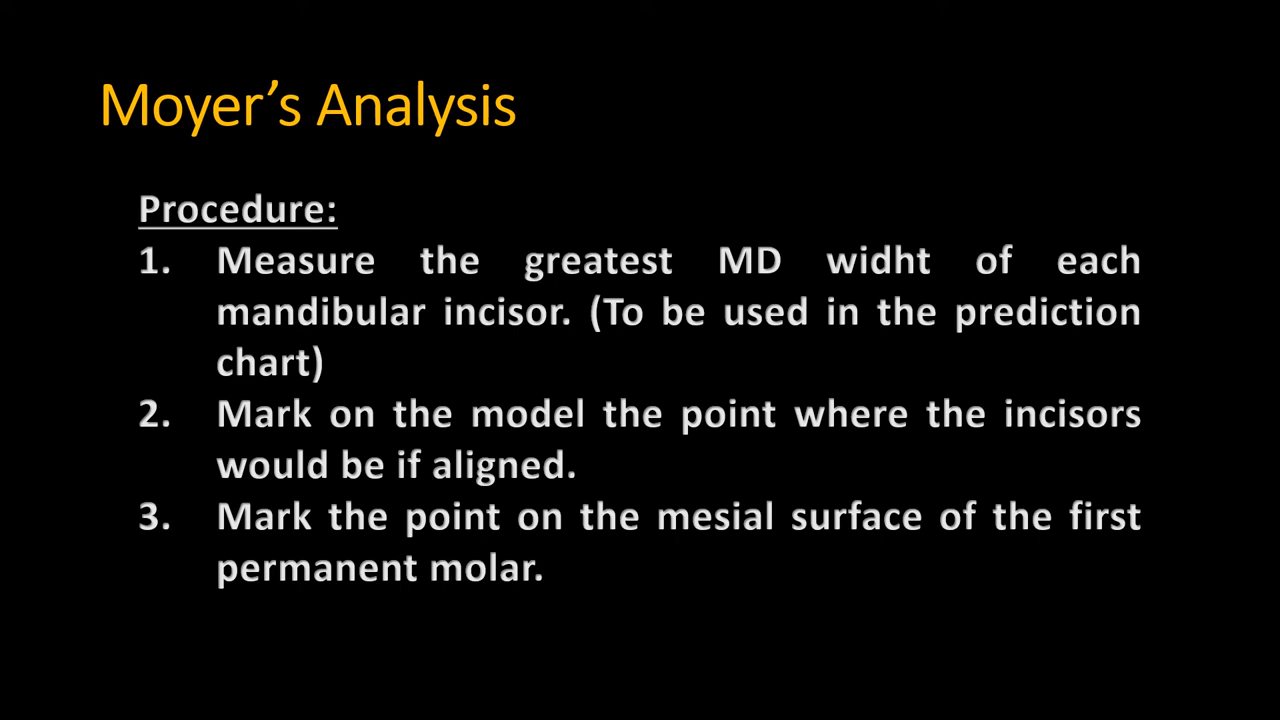 Moyer’s Analysis
Procedure:
1. Measure the greatest MD widht of each
mandibular incisor. (To be used in the prediction
chart)
2. Mark on the model the point where the incisors
would be if aligned.
3. Mark the point on the mesial surface of the first
permanent molar.